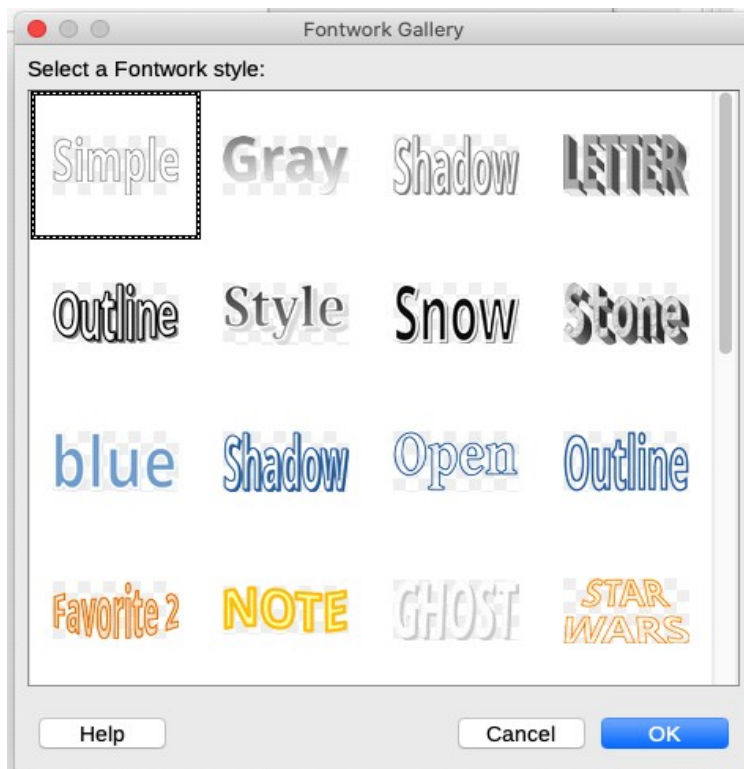 Fontwork Gallery
Select a Fontwork style:
Simple Gray Shadow LETTER
Outline Style Snow Stone
blue Shadow Open Outline
Favorite 2 NOTE GHOST STAR WARS
Help Cancel OK